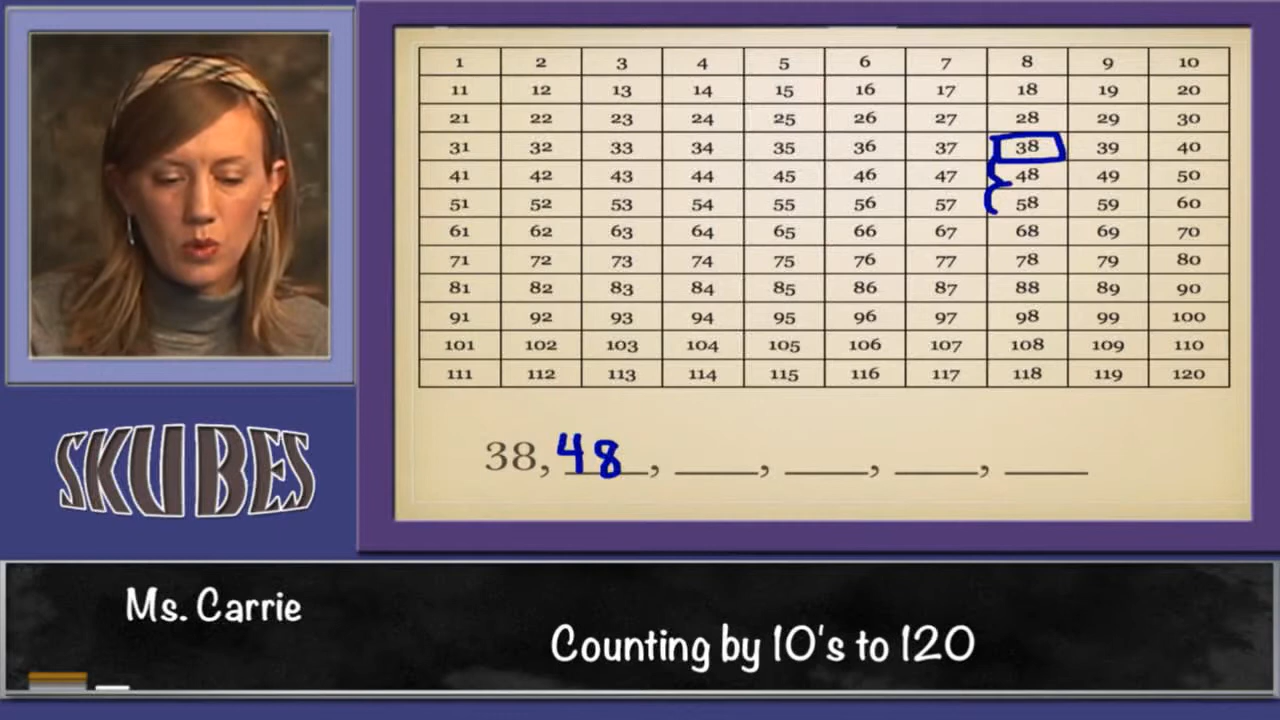 1 2 3 4 5 6 7 8 9 10
11 12 13 14 15 16 17 18 19 20
21 22 23 24 25 26 27 28 29 30
31 32 33 34 35 36 37 38 39 40
41 42 43 44 45 46 47 48 49 50
51 52 53 54 55 56 57 58 59 60
61 62 63 64 65 66 67 68 69 70
71 72 73 74 75 76 77 78 79 80
81 82 83 84 85 86 87 88 89 90
91 92 93 94 95 96 97 98 99 100
101 102 103 104 105 106 107 108 109 110
111 112 113 114 115 116 117 118 119 120
38, 48, ____, ____, ____, ____
SKUBES
Ms. Carrie
Counting by 10's to 120